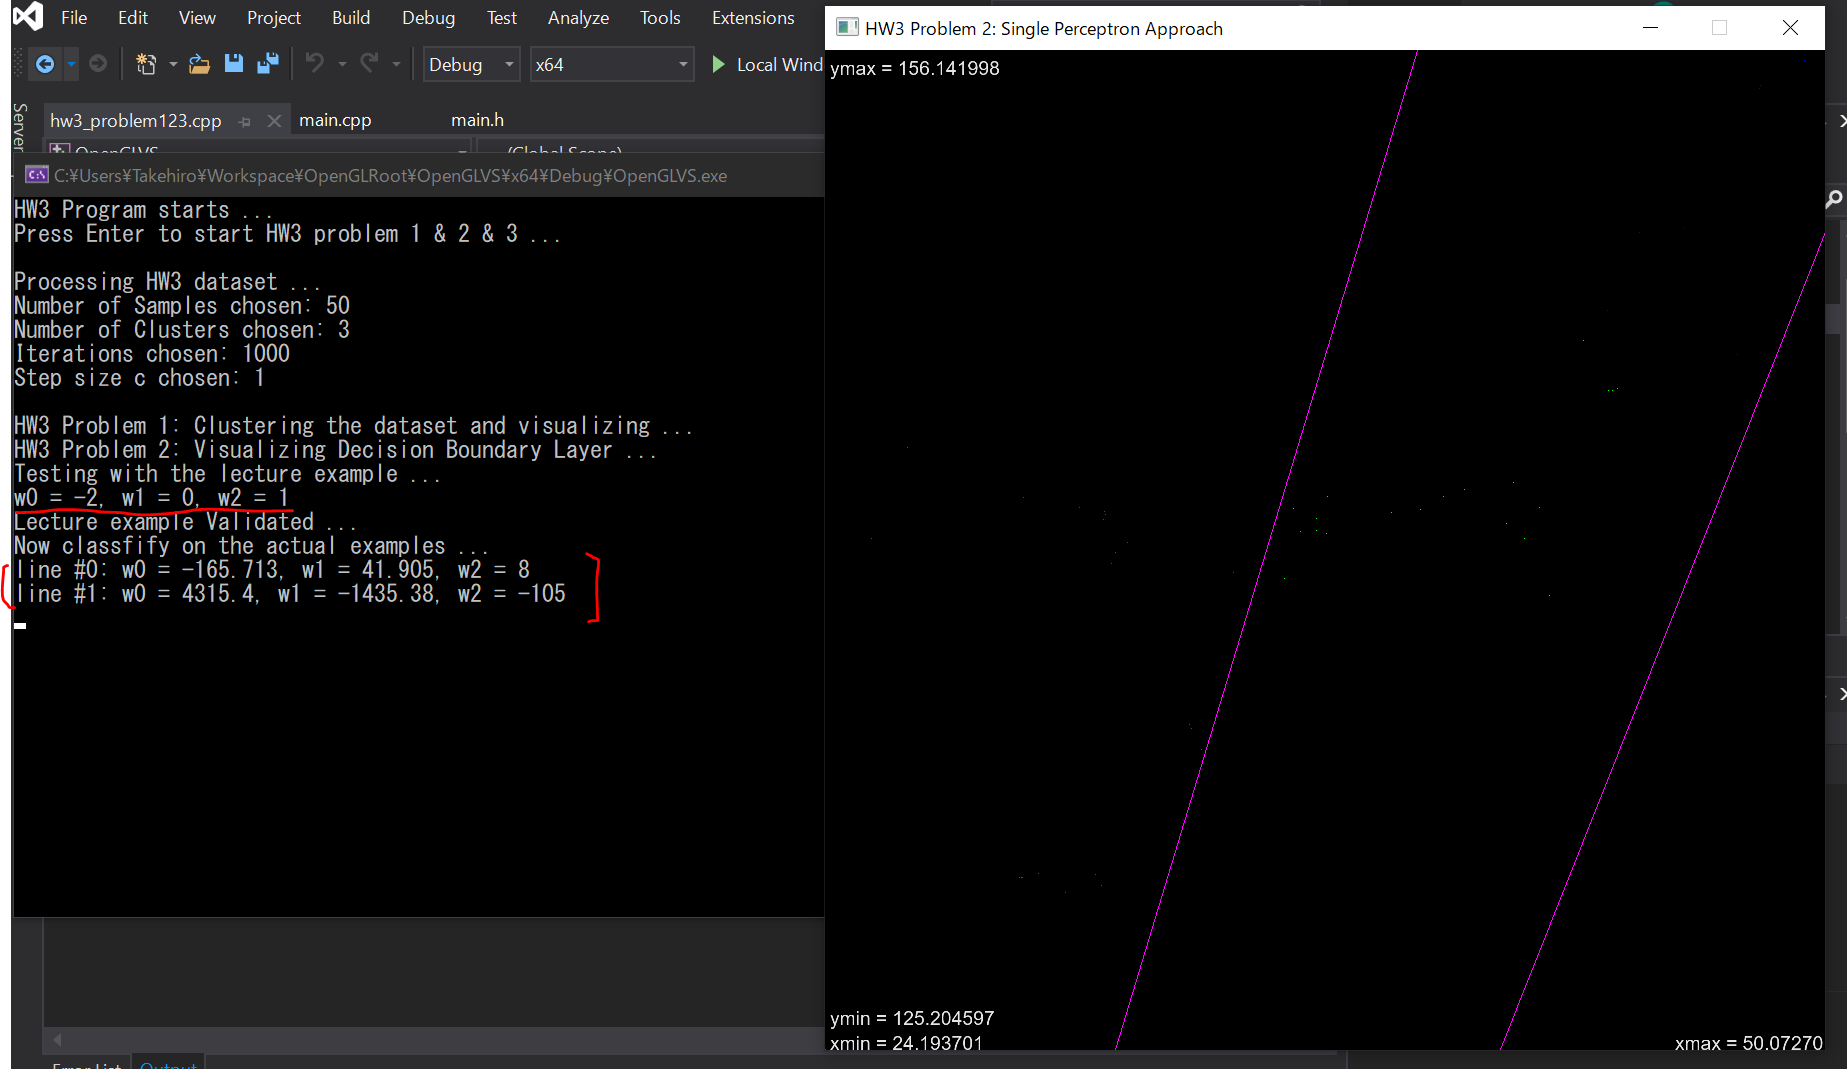 File Edit View Project Build Debug Test Analyze Tools Extensions
Debug x64 Local Wind
Server
hw3_problem123.cpp main.cpp main.h
OpenGLVS (Global Scope)
C:¥Users¥Takehiro¥Workspace¥OpenGLRoot¥OpenGLVS¥x64¥Debug¥OpenGLVS.exe
HW3 Program starts ...
Press Enter to start HW3 problem 1 & 2 & 3 ...
Processing HW3 dataset ...
Number of Samples chosen: 50
Number of Clusters chosen: 3
Iterations chosen: 1000
Step size c chosen: 1
HW3 Problem 1: Clustering the dataset and visualizing ...
HW3 Problem 2: Visualizing Decision Boundary Layer ...
Testing with the lecture example ...
w0 = -2, w1 = 0, w2 = 1
Lecture example Validated ...
Now classfify on the actual examples ...
line #0: w0 = -165.713, w1 = 41.905, w2 = 8
line #1: w0 = 4315.4, w1 = -1435.38, w2 = -105
Error List Output
HW3 Problem 2: Single Perceptron Approach
ymax = 156.141998
ymin = 125.204597
xmin = 24.193701
xmax = 50.07270